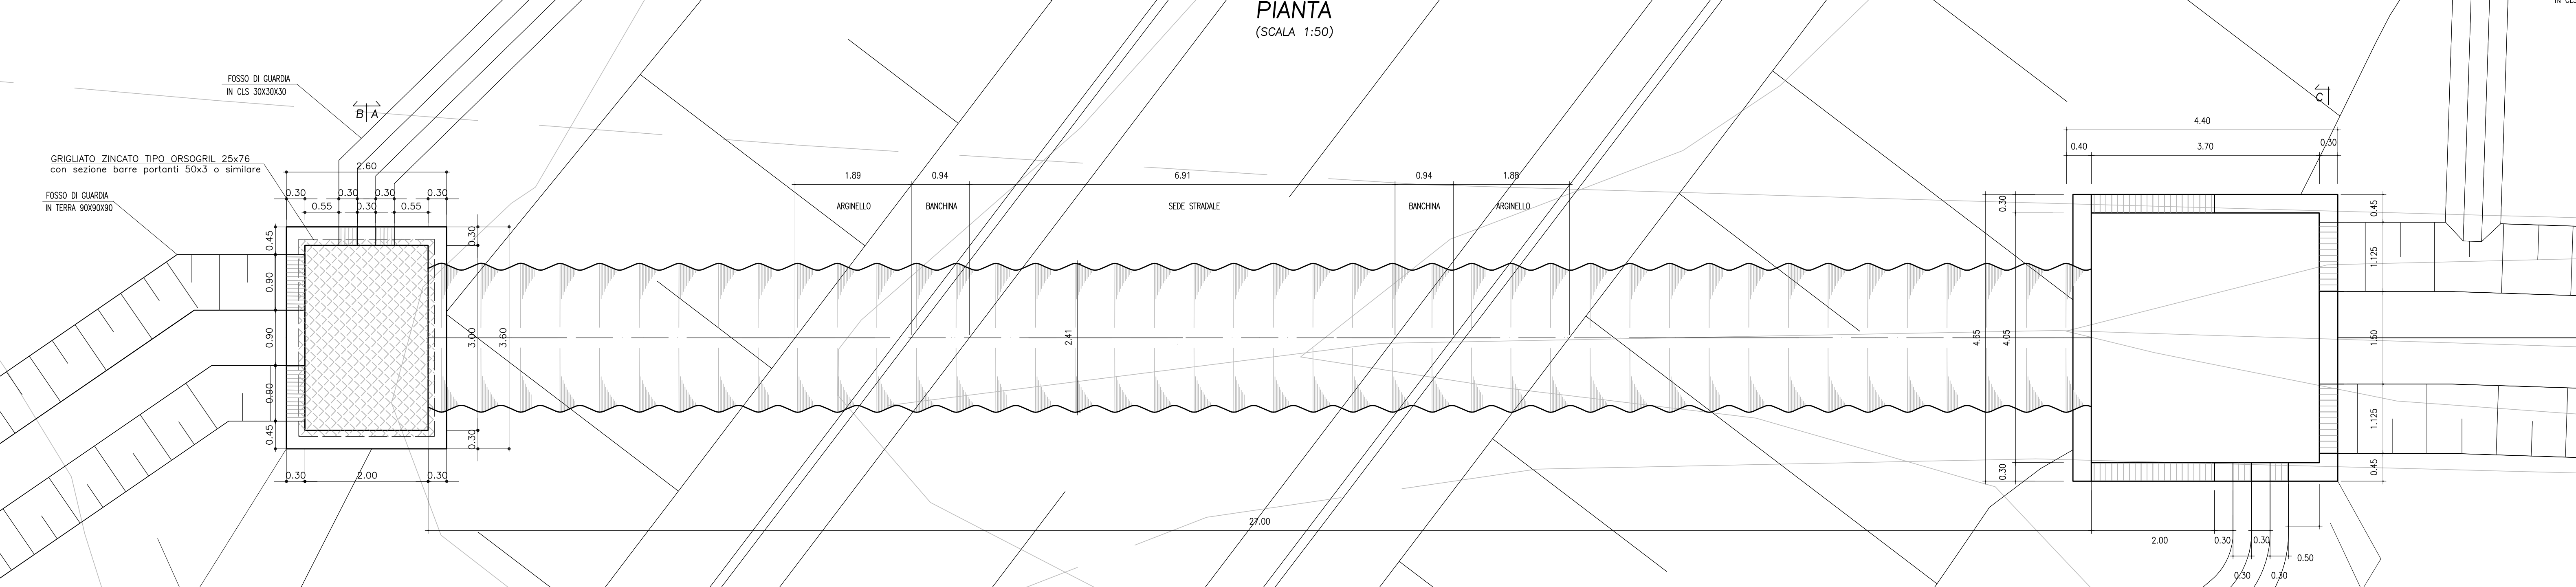 PIANTA
(SCALA 1:50)
FOSSO DI GUARDIA
IN CLS 30X30X30
B A
C
GRIGLIATO ZINCATO TIPO ORSOGRIL 25x76
con sezione barre portanti 50x3 o similare
FOSSO DI GUARDIA
IN TERRA 90X90X90
2.60
0.30 0.30 0.30 0.30
0.55 0.30 0.55
0.45
0.90
0.90
0.90
0.45
0.30
3.00
3.60
0.30
0.30 2.00 0.30
1.89 0.94 6.91 0.94 1.88
ARGINELLO BANCHINA SEDE STRADALE BANCHINA ARGINELLO
2.41
27.00
4.40
0.40 3.70 0.30
0.30
4.65
4.05
0.30
0.45
1.125
1.50
1.125
0.45
2.00 0.30 0.30
0.50
0.30 0.30